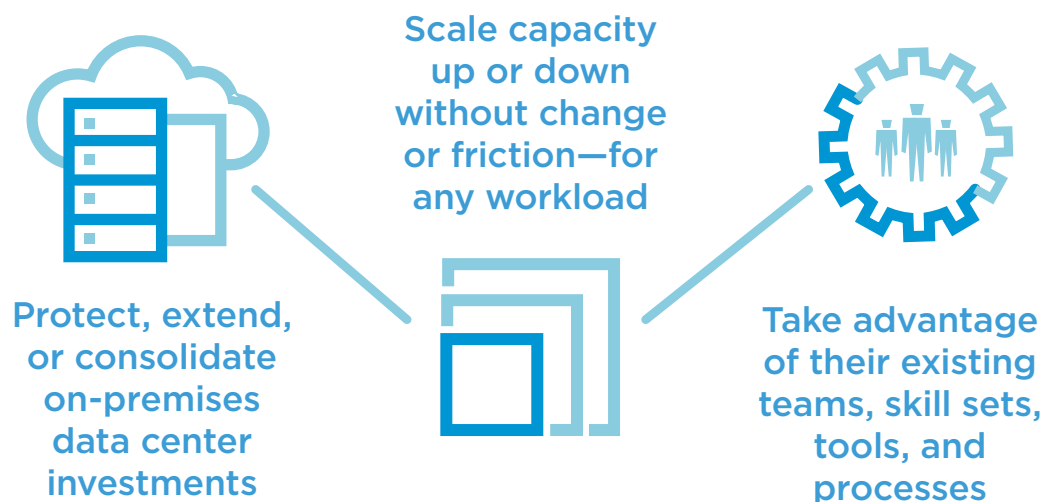 Protect, extend,
or consolidate
on-premises
data center
investments
Scale capacity
up or down
without change
or friction—for
any workload
Take advantage
of their existing
teams, skill sets,
tools, and
processes